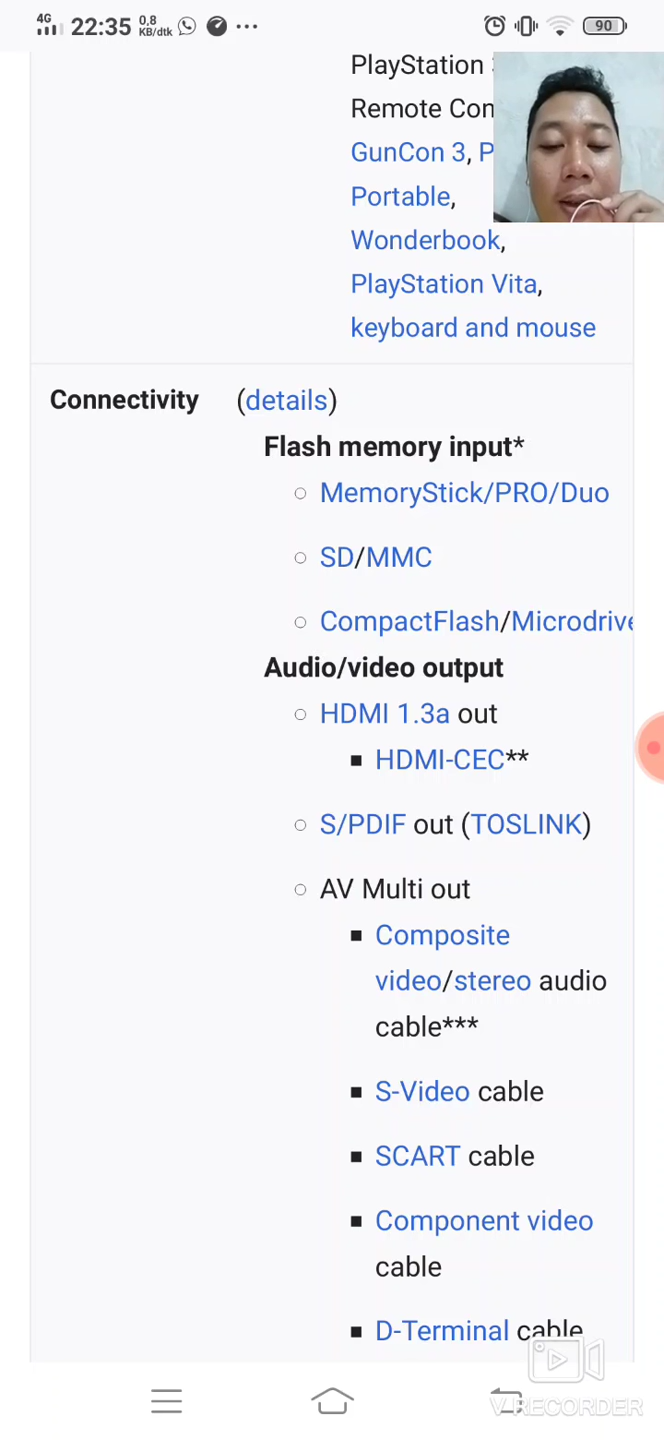 4G 22:35 0,8 KB/dtk 90
PlayStation
Remote Con
GunCon 3, P
Portable,
Wonderbook,
PlayStation Vita,
keyboard and mouse
Connectivity (details)
Flash memory input*
MemoryStick/PRO/Duo
SD/MMC
CompactFlash/Microdrive
Audio/video output
HDMI 1.3a out
HDMI-CEC**
S/PDIF out (TOSLINK)
AV Multi out
Composite
video/stereo audio
cable***
S-Video cable
SCART cable
Component video
cable
D-Terminal cable
V RECORDER